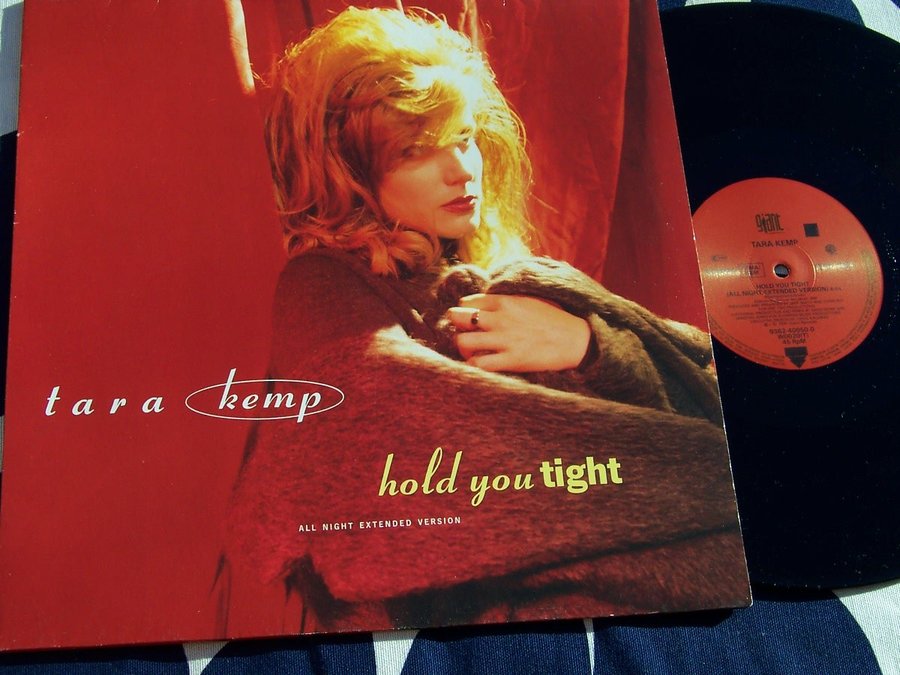 tara kemp
hold you tight
ALL NIGHT EXTENDED VERSION
giant
TARA KEMP
HOLD YOU TIGHT
(ALL NIGHT EXTENDED VERSION)
45 RPM